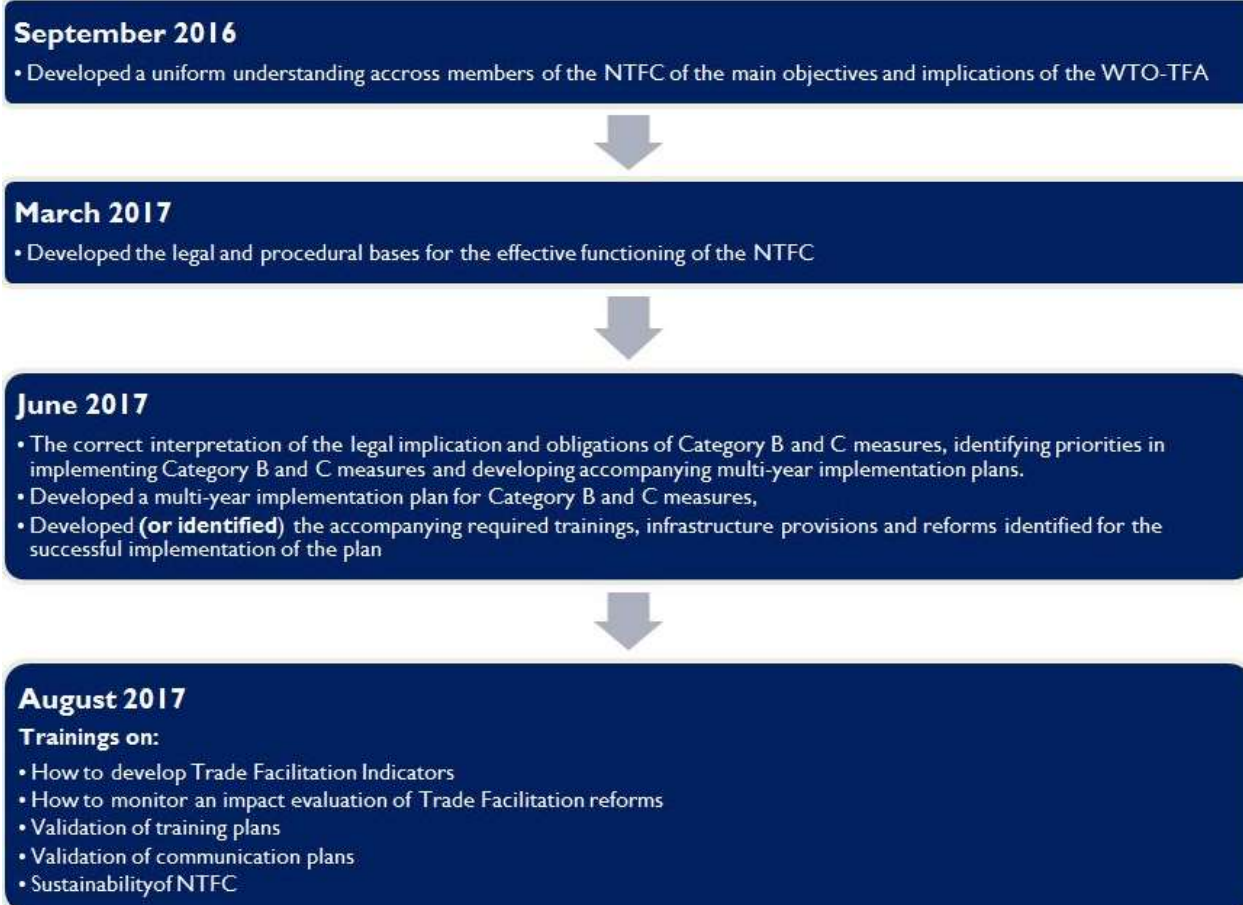 September 2016
• Developed a uniform understanding accross members of the NTFC of the main objectives and implications of the WTO-TFA
March 2017
• Developed the legal and procedural bases for the effective functioning of the NTFC
June 2017
• The correct interpretation of the legal implication and obligations of Category B and C measures, identifying priorities in
implementing Category B and C measures and developing accompanying multi-year implementation plans.
• Developed a multi-year implementation plan for Category B and C measures,
• Developed (or identified) the accompanying required trainings, infrastructure provisions and reforms identified for the
successful implementation of the plan
August 2017
Trainings on:
• How to develop Trade Facilitation Indicators
• How to monitor an impact evaluation of Trade Facilitation reforms
• Validation of training plans
• Validation of communication plans
• Sustainabilityof NTFC